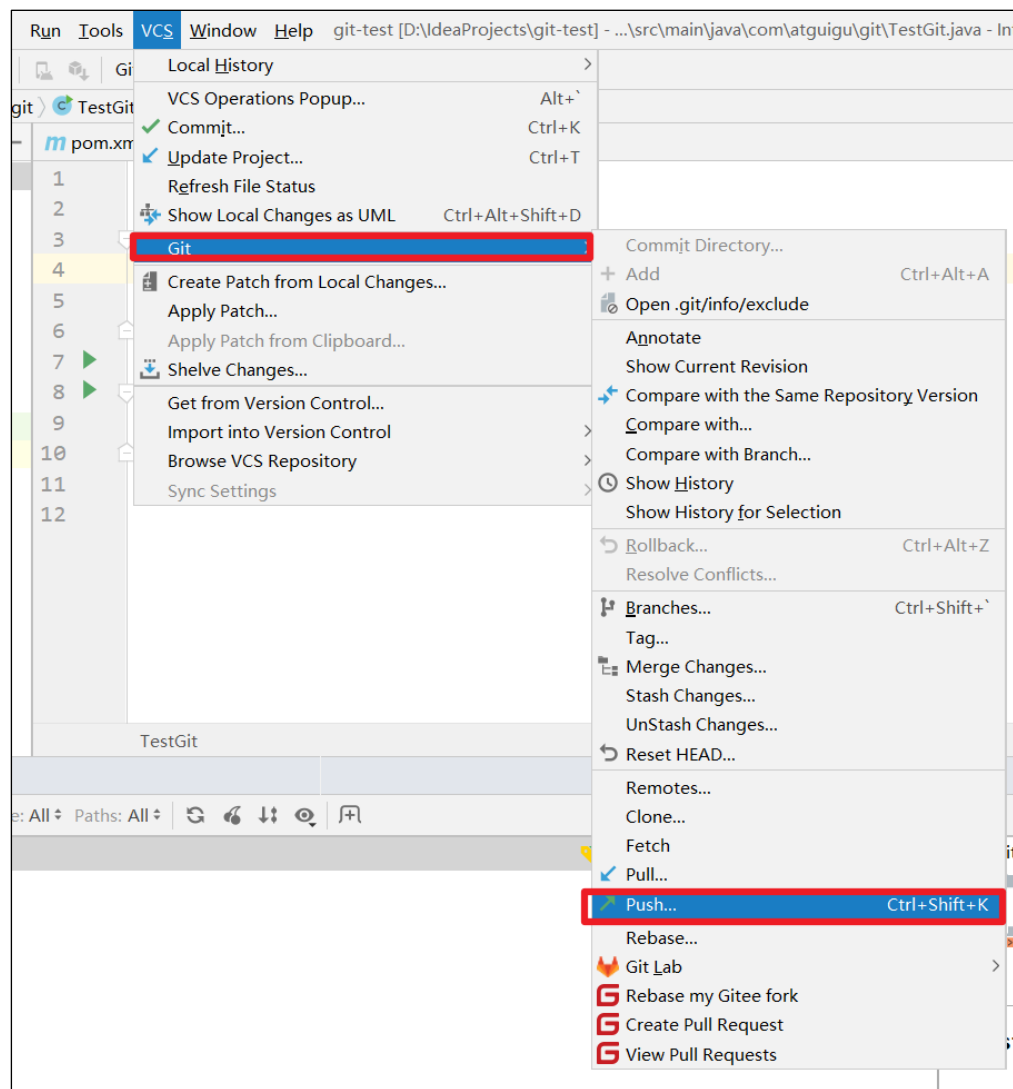 Run Tools VCS Window Help git-test [D:\IdeaProjects\git-test] - ...\src\main\java\com\atguigu\git\TestGit.java - In
Gi
git TestGit
pom.xm
1
2
3
4
5
6
7
8
9
10
11
12
Local History
VCS Operations Popup... Alt+`
Commit... Ctrl+K
Update Project... Ctrl+T
Refresh File Status
Show Local Changes as UML Ctrl+Alt+Shift+D
Git
Create Patch from Local Changes...
Apply Patch...
Apply Patch from Clipboard...
Shelve Changes...
Get from Version Control...
Import into Version Control
Browse VCS Repository
Sync Settings
Commit Directory...
Add Ctrl+Alt+A
Open .git/info/exclude
Annotate
Show Current Revision
Compare with the Same Repository Version
Compare with...
Compare with Branch...
Show History
Show History for Selection
Rollback... Ctrl+Alt+Z
Resolve Conflicts...
Branches... Ctrl+Shift+`
Tag...
Merge Changes...
Stash Changes...
UnStash Changes...
Reset HEAD...
Remotes...
Clone...
Fetch
Pull...
Push... Ctrl+Shift+K
Rebase...
Git Lab
Rebase my Gitee fork
Create Pull Request
View Pull Requests
TestGit
e: All Paths: All